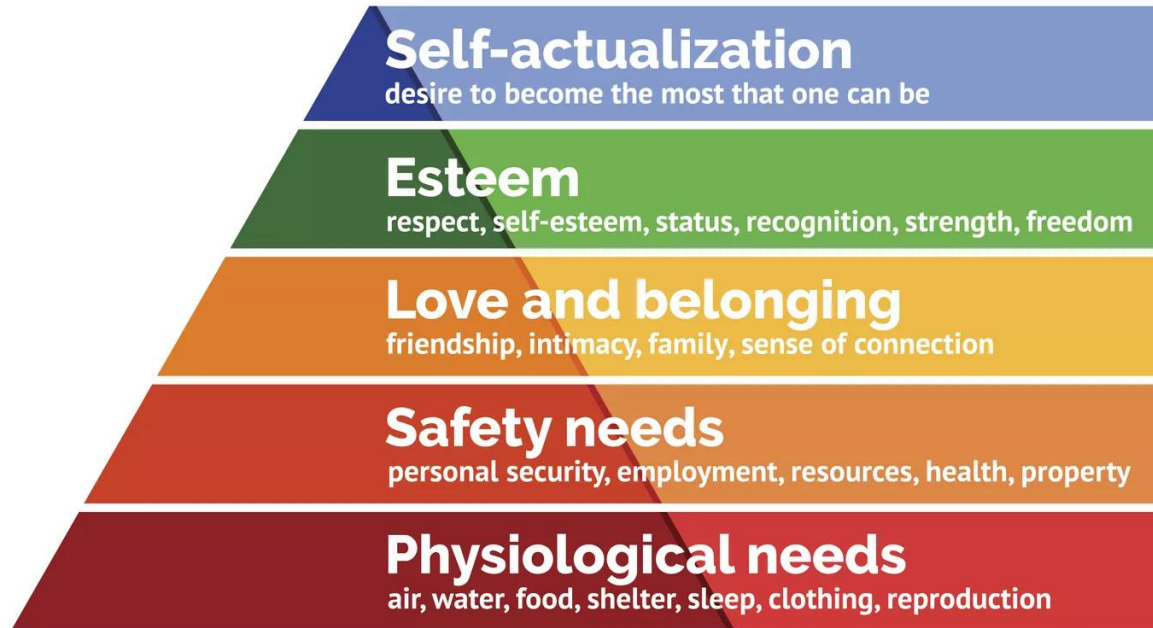 Self-actualization
desire to become the most that one can be
Esteem
respect, self-esteem, status, recognition, strength, freedom
Love and belonging
friendship, intimacy, family, sense of connection
Safety needs
personal security, employment, resources, health, property
Physiological needs
air, water, food, shelter, sleep, clothing, reproduction